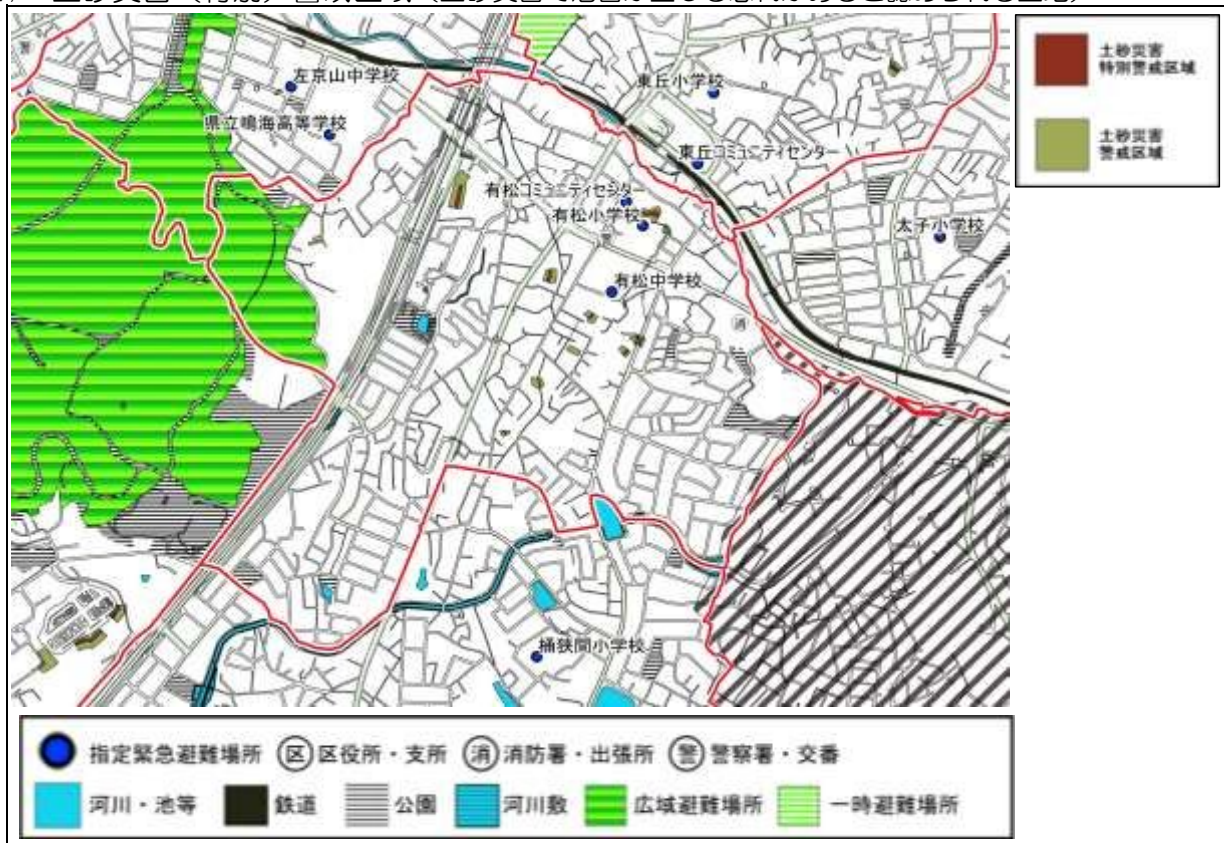 土砂災害
特別警戒区域
土砂災害
警戒区域
左京山中学校
東丘小学校
県立鳴海高等学校
東丘コミュニティセンター
有松コミュニティセンター
有松小学校
太子小学校
有松中学校
消
桶狭間小学校
指定緊急避難場所
区 区役所・支所
消 消防署・出張所
警 警察署・交番
河川・池等
鉄道
公園
河川敷
広域避難場所
一時避難場所